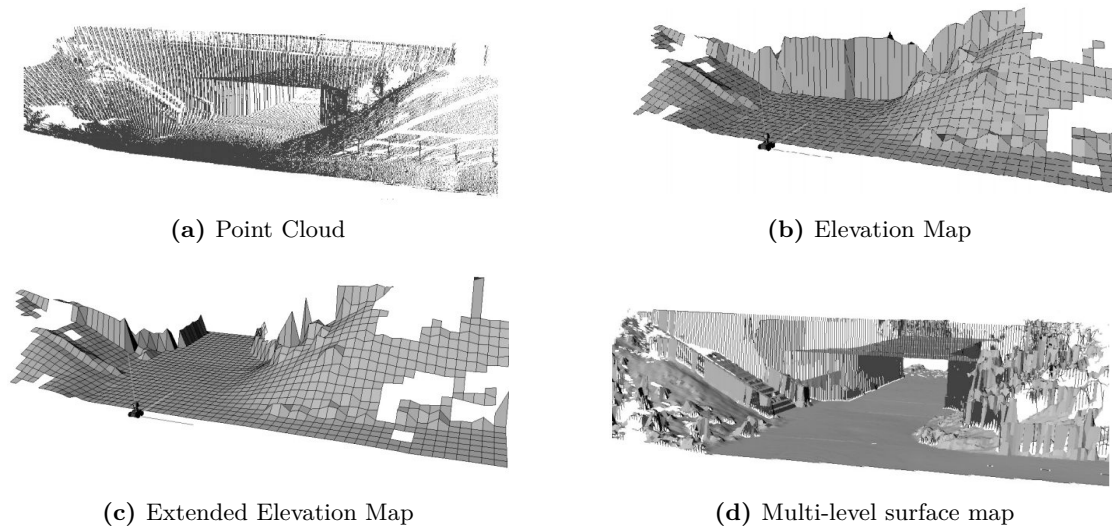 (a) Point Cloud
(b) Elevation Map
(c) Extended Elevation Map
(d) Multi-level surface map